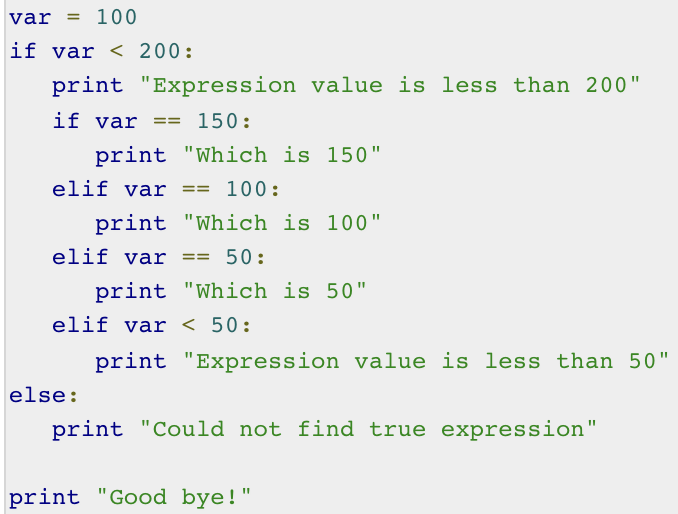 var = 100
if var < 200:
   print "Expression value is less than 200"
   if var == 150:
      print "Which is 150"
   elif var == 100:
      print "Which is 100"
   elif var == 50:
      print "Which is 50"
   elif var < 50:
      print "Expression value is less than 50"
else:
   print "Could not find true expression"

print "Good bye!"